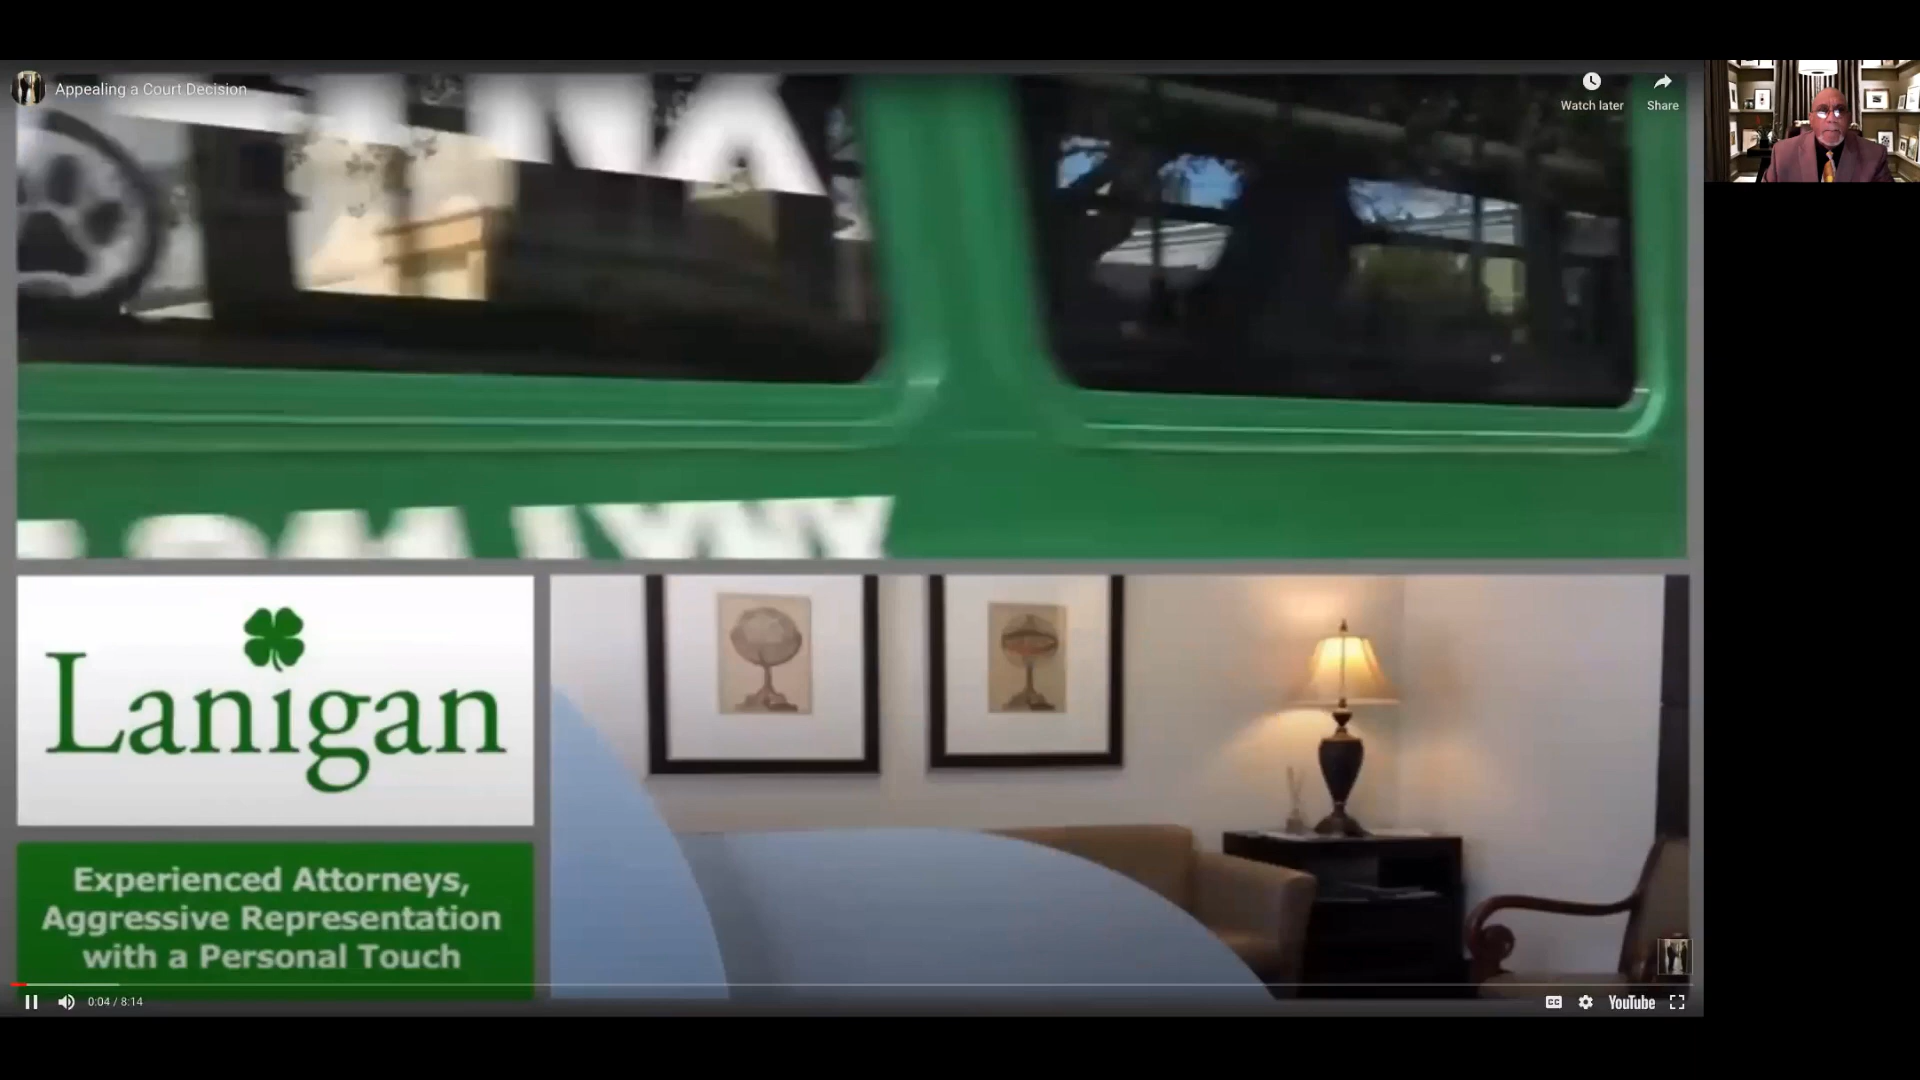 Appealing a Court Decision
Watch later
Share
Lanigan
Experienced Attorneys,
Aggressive Representation
with a Personal Touch
0:04 / 8:14
CC
YouTube